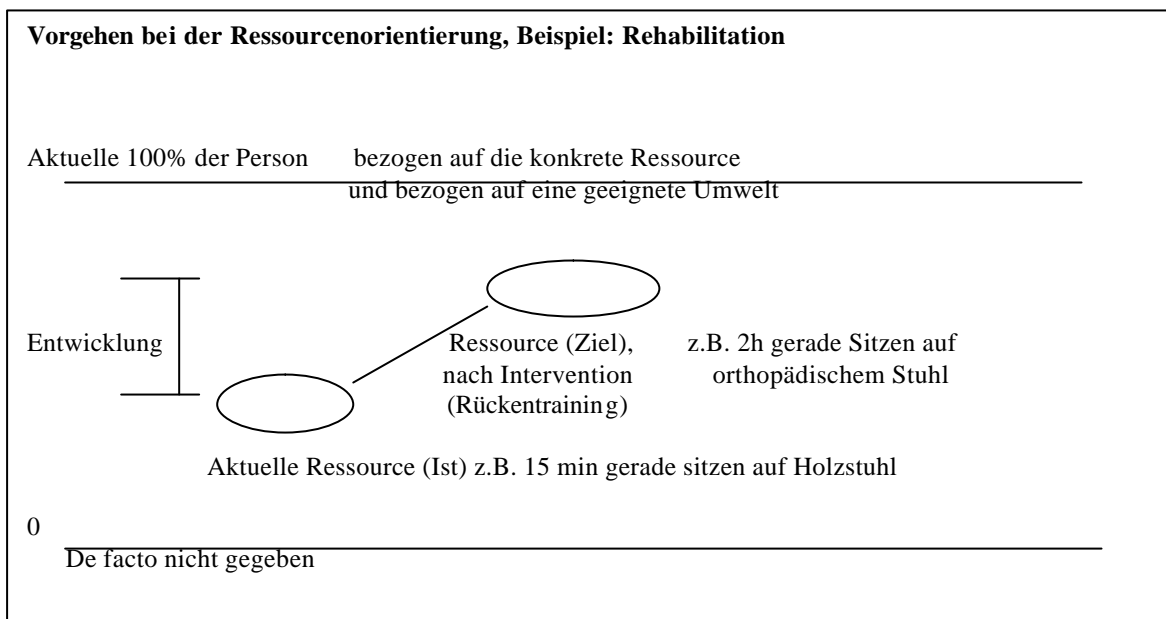 Vorgehen bei der Ressourcenorientierung, Beispiel: Rehabilitation
Aktuelle 100% der Person bezogen auf die konkrete Ressource
und bezogen auf eine geeignete Umwelt
Entwicklung Ressource (Ziel), z.B. 2h gerade Sitzen auf
nach Intervention orthopädischem Stuhl
(Rückentraining)
Aktuelle Ressource (Ist) z.B. 15 min gerade sitzen auf Holzstuhl
0
De facto nicht gegeben